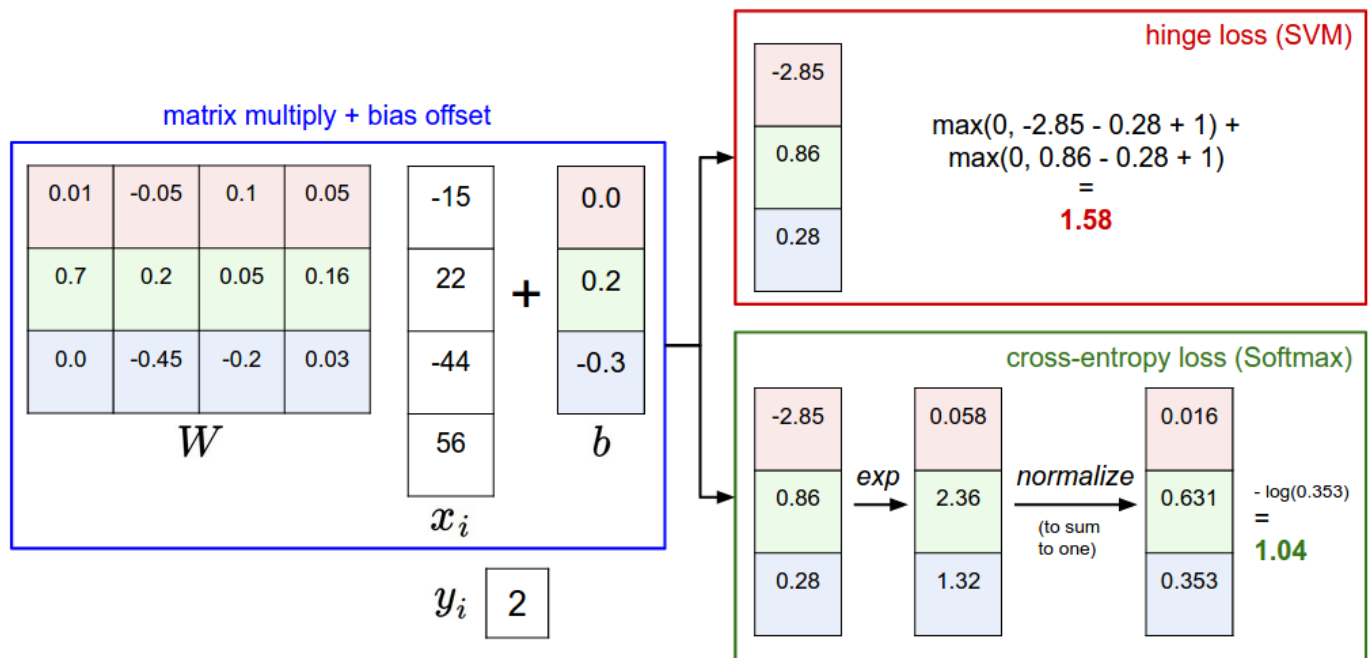 matrix multiply + bias offset
0.01 -0.05 0.1 0.05
0.7 0.2 0.05 0.16
0.0 -0.45 -0.2 0.03
W
-15
22
-44
56
x_i
+
0.0
0.2
-0.3
b
y_i 2
hinge loss (SVM)
-2.85
0.86
0.28
max(0, -2.85 - 0.28 + 1) +
max(0, 0.86 - 0.28 + 1)
=
1.58
cross-entropy loss (Softmax)
-2.85
0.86
0.28
exp
0.058
2.36
1.32
normalize
(to sum
to one)
0.016
0.631
0.353
- log(0.353)
=
1.04